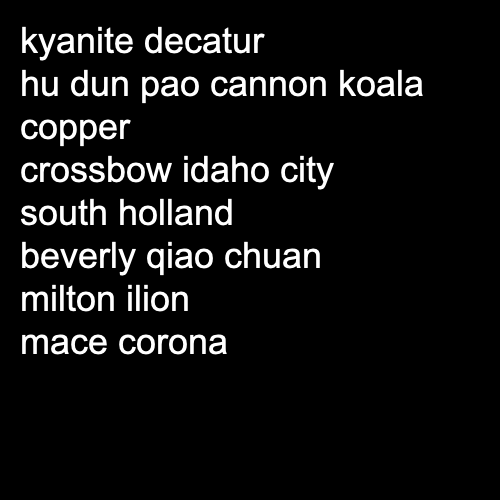 kyanite decatur
hu dun pao cannon koala
copper
crossbow idaho city
south holland
beverly qiao chuan
milton ilion
mace corona